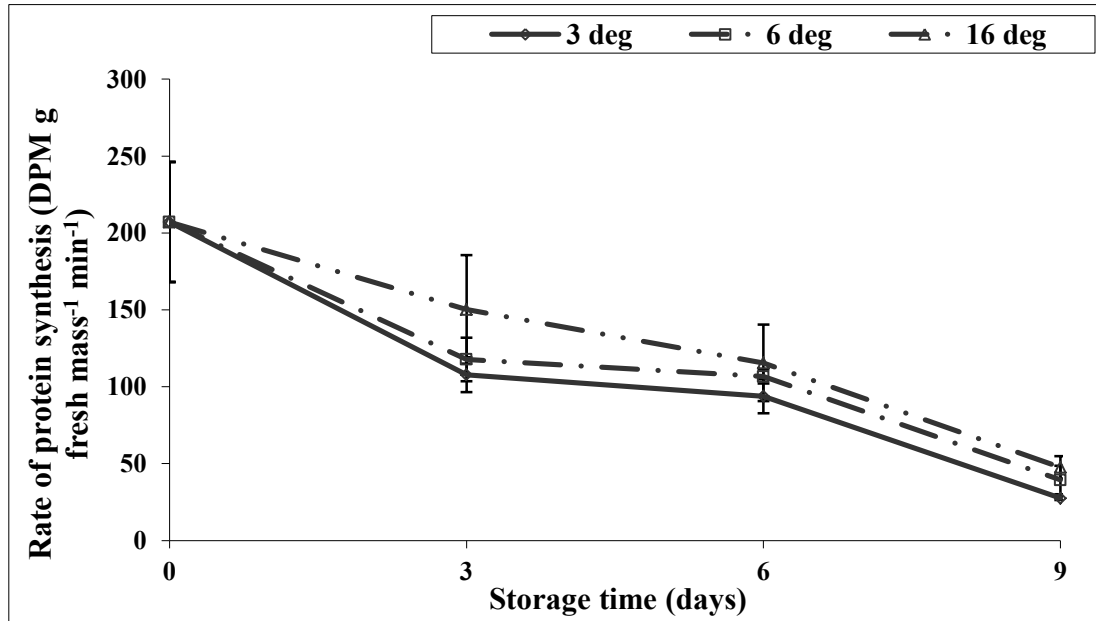 3 deg 6 deg 16 deg
Rate of protein synthesis (DPM g
fresh mass⁻¹ min⁻¹)
300
250
200
150
100
50
0
0 3 6 9
Storage time (days)